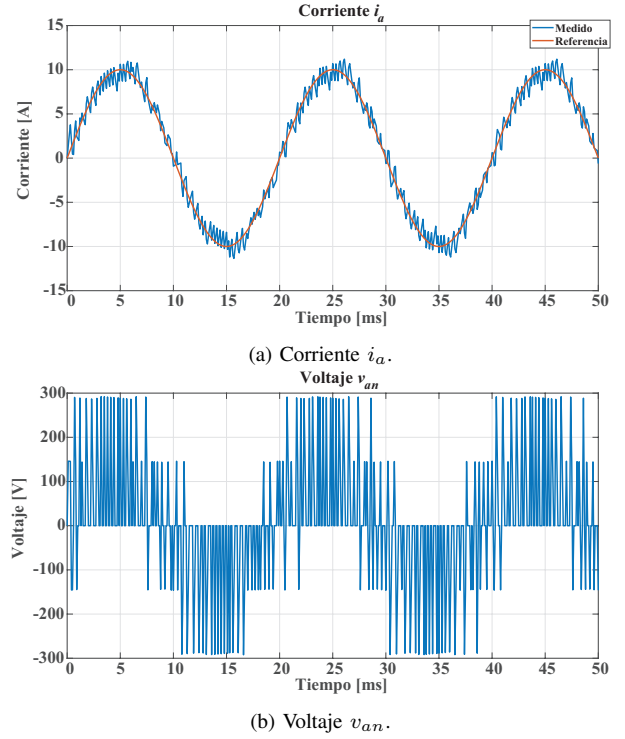 Corriente i_a
Medido
Referencia
Corriente [A]
15
10
5
0
-5
-10
-15
0 5 10 15 20 25 30 35 40 45 50
Tiempo [ms]
(a) Corriente i_a.
Voltaje v_an
Voltaje [V]
300
200
100
0
-100
-200
-300
0 5 10 15 20 25 30 35 40 45 50
Tiempo [ms]
(b) Voltaje v_an.